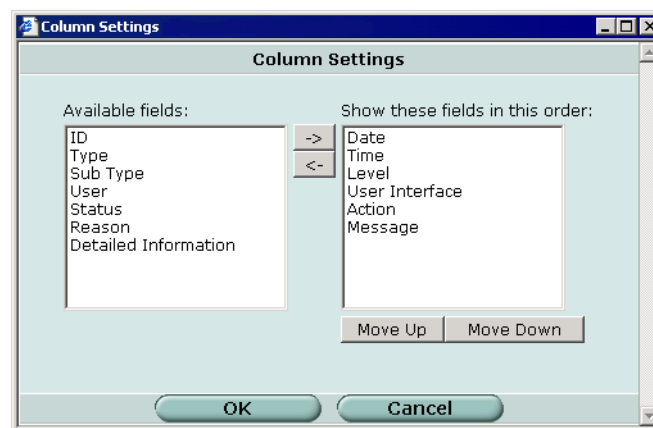 Column Settings
Column Settings
Available fields:
Show these fields in this order:
ID
Type
Sub Type
User
Status
Reason
Detailed Information
->
<-
Date
Time
Level
User Interface
Action
Message
Move Up
Move Down
OK
Cancel